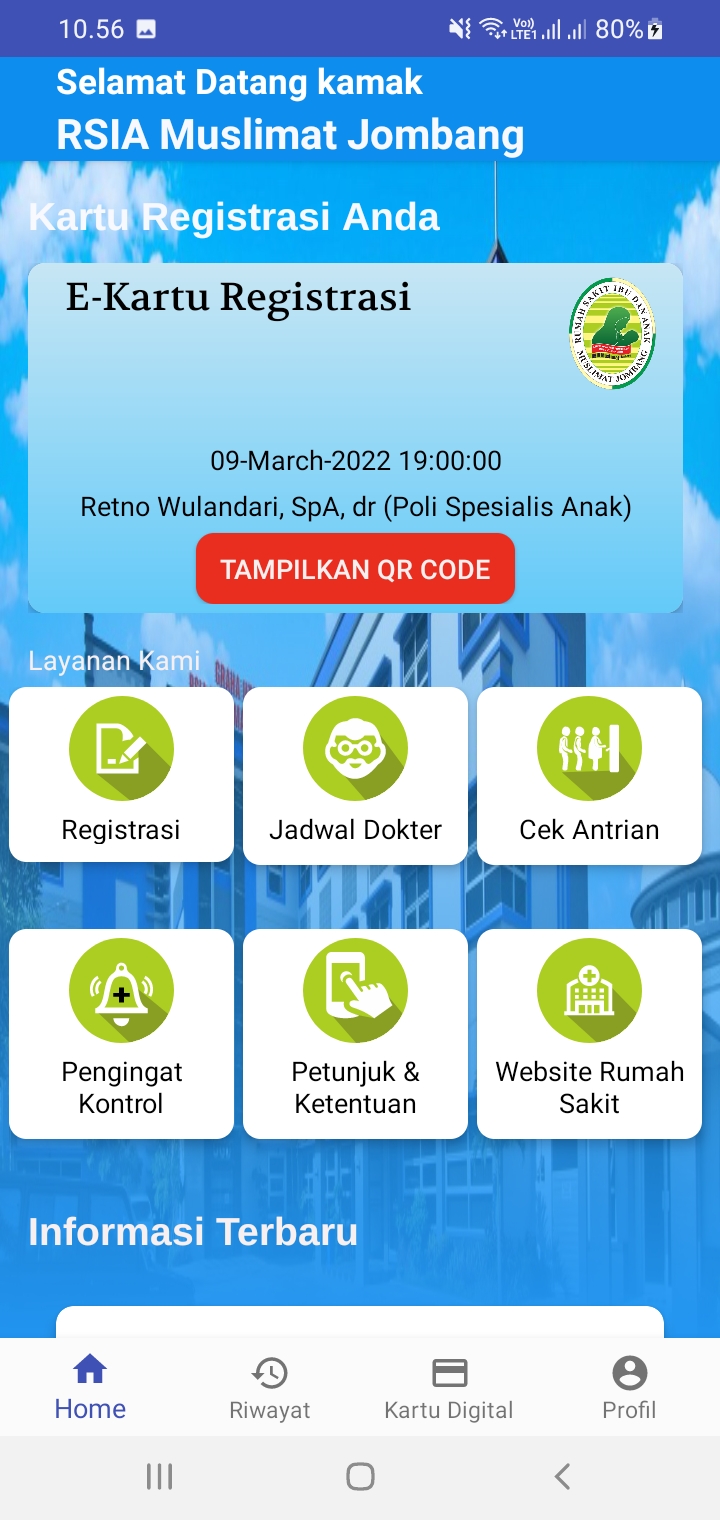 10.56
Vo))
LTE1
80%
Selamat Datang kamak
RSIA Muslimat Jombang
Kartu Registrasi Anda
E-Kartu Registrasi
RUMAH SAKIT IBU DAN ANAK
MUSLIMAT JOMBANG
09-March-2022 19:00:00
Retno Wulandari, SpA, dr (Poli Spesialis Anak)
TAMPILKAN QR CODE
Layanan Kami
Registrasi
Jadwal Dokter
Cek Antrian
Pengingat
Kontrol
Petunjuk &
Ketentuan
Website Rumah
Sakit
Informasi Terbaru
Home
Riwayat
Kartu Digital
Profil